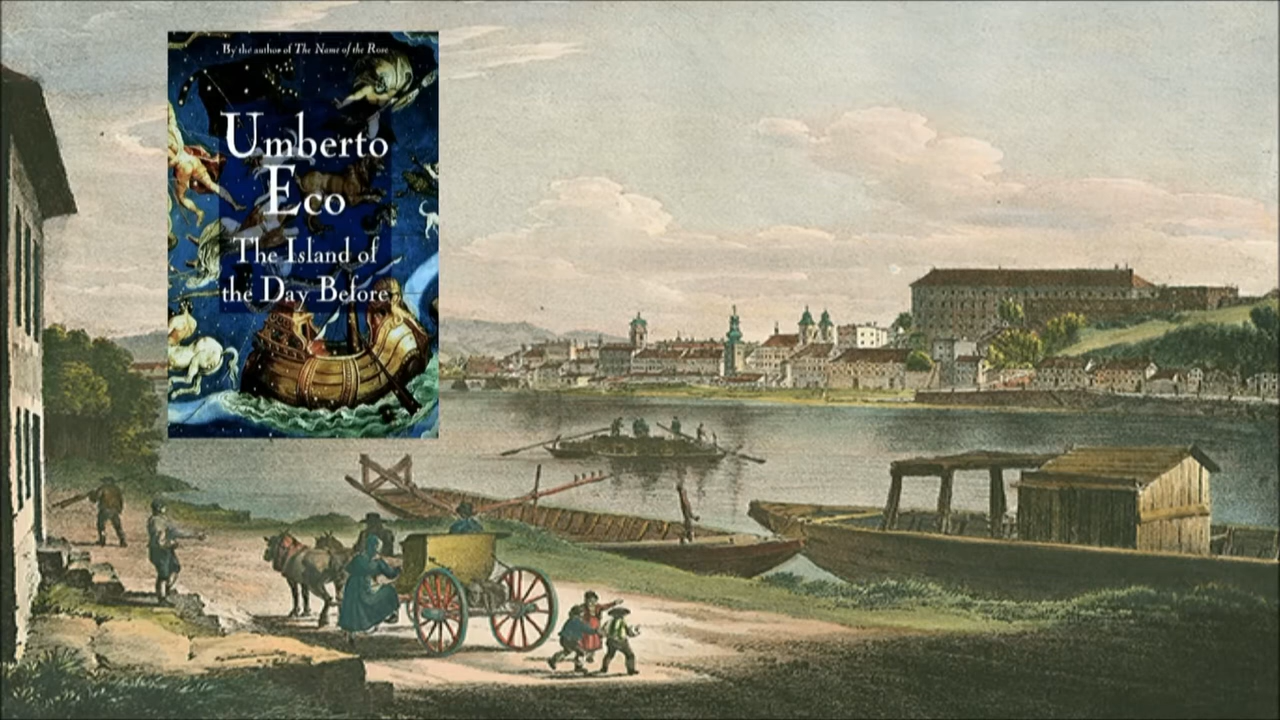 By the author of The Name of the Rose
Umberto
Eco
The Island of
the Day Before